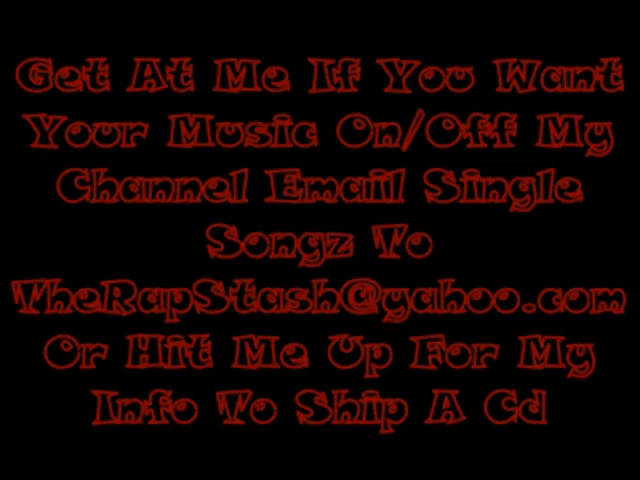 Get At Me If You Want
Your Music On/Off My
Channel Email Single
Songz To
TheRapStash@yahoo.com
Or Hit Me Up For My
Info To Ship A Cd